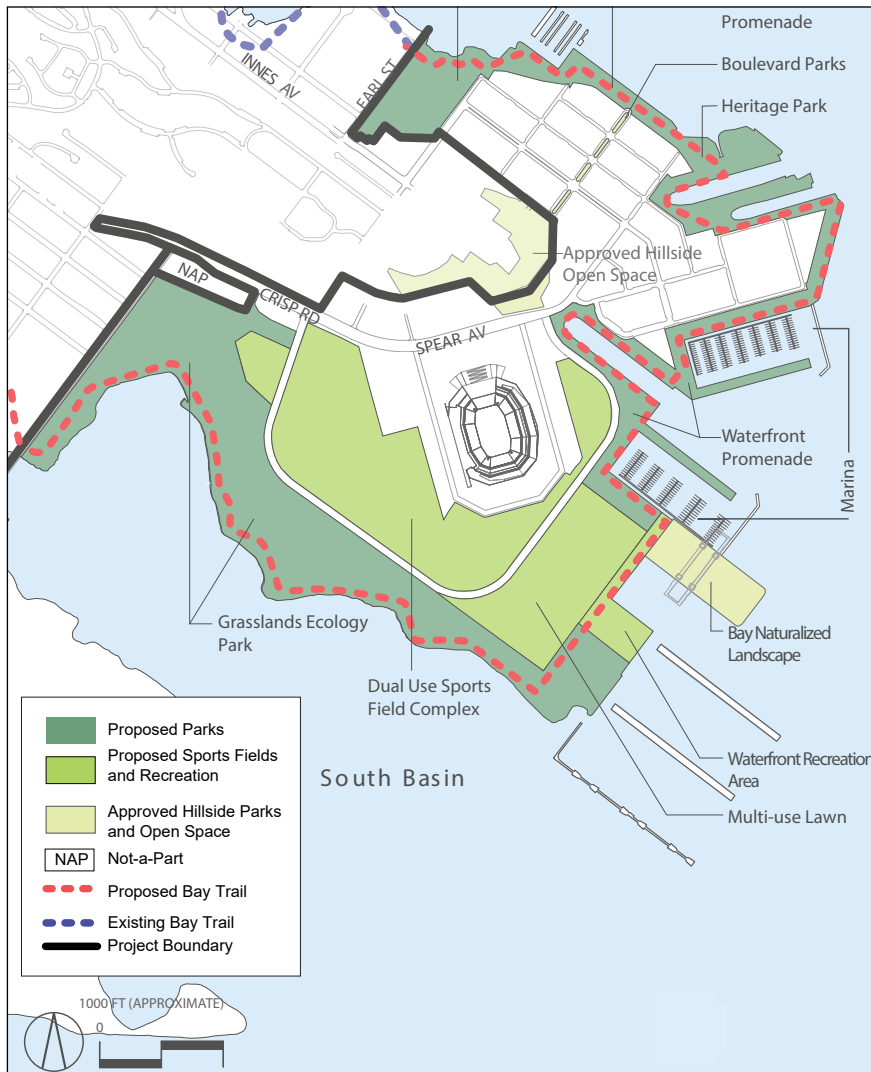 Promenade
Boulevard Parks
Heritage Park
INNES AV
EARL ST
Approved Hillside
Open Space
NAP
CRISP RD
SPEAR AV
Waterfront
Promenade
Marina
Grasslands Ecology
Park
Bay Naturalized
Landscape
Dual Use Sports
Field Complex
Waterfront Recreation
Area
Multi-use Lawn
South Basin
Proposed Parks
Proposed Sports Fields
and Recreation
Approved Hillside Parks
and Open Space
NAP Not-a-Part
Proposed Bay Trail
Existing Bay Trail
Project Boundary
1000 FT (APPROXIMATE)
0